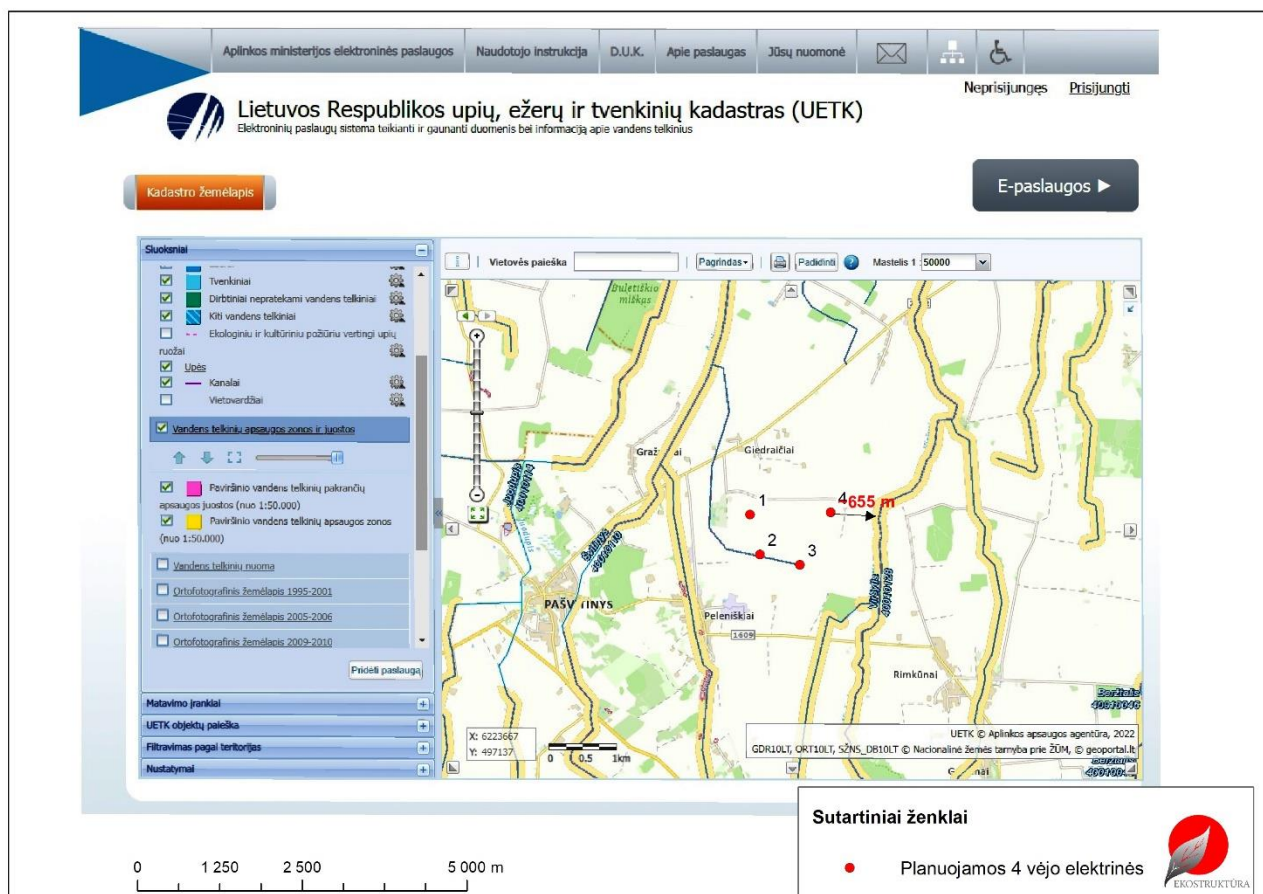 Aplinkos ministerijos elektroninės paslaugos
Naudotojo instrukcija
D.U.K.
Apie paslaugas
Jūsų nuomonė
Neprisijungęs
Prisijungti
Lietuvos Respublikos upių, ežerų ir tvenkinių kadastras (UETK)
Elektroninių paslaugų sistema teikianti ir gaunanti duomenis bei informaciją apie vandens telkinius
Kadastro žemėlapis
E-paslaugos
Sluoksniai
Tvenkiniai
Dirbtiniai nepratekami vandens telkiniai
Kiti vandens telkiniai
Ekologiniu ir kultūriniu požiūriu vertingi upių
ruožai
Upės
Kanalai
Vietovardžiai
Vandens telkinių apsaugos zonos ir juostos
Paviršinio vandens telkinių pakrančių
apsaugos juostos (nuo 1:50.000)
Paviršinio vandens telkinių apsaugos zonos
(nuo 1:50.000)
Vandens telkinių nuoma
Ortofotografinis žemėlapis 1995-2001
Ortofotografinis žemėlapis 2005-2006
Ortofotografinis žemėlapis 2009-2010
Pridėti paslaugą
Matavimo įrankiai
UETK objektų paieška
Filtravimas pagal teritorijas
Nustatymai
Vietovės paieška
Pagrindas
Padidinti
?
Mastelis 1 : 50000
Buletiškio
miškas
Giedraičiai
1
4
655 m
2
3
PAŠVITINYS
Peleniškiai
1609
Rimkūnai
X: 6223667
Y: 497137
0 0.5 1km
UETK © Aplinkos apsaugos agentūra, 2022
GDR10LT, ORT10LT, SŽNS_DB10LT © Nacionalinė žemės tarnyba prie ŽŪM, © geoportal.lt
Sutartiniai ženklai
Planuojamos 4 vėjo elektrinės
EKOSTRUKTŪRA
0 1 250 2 500 5 000 m